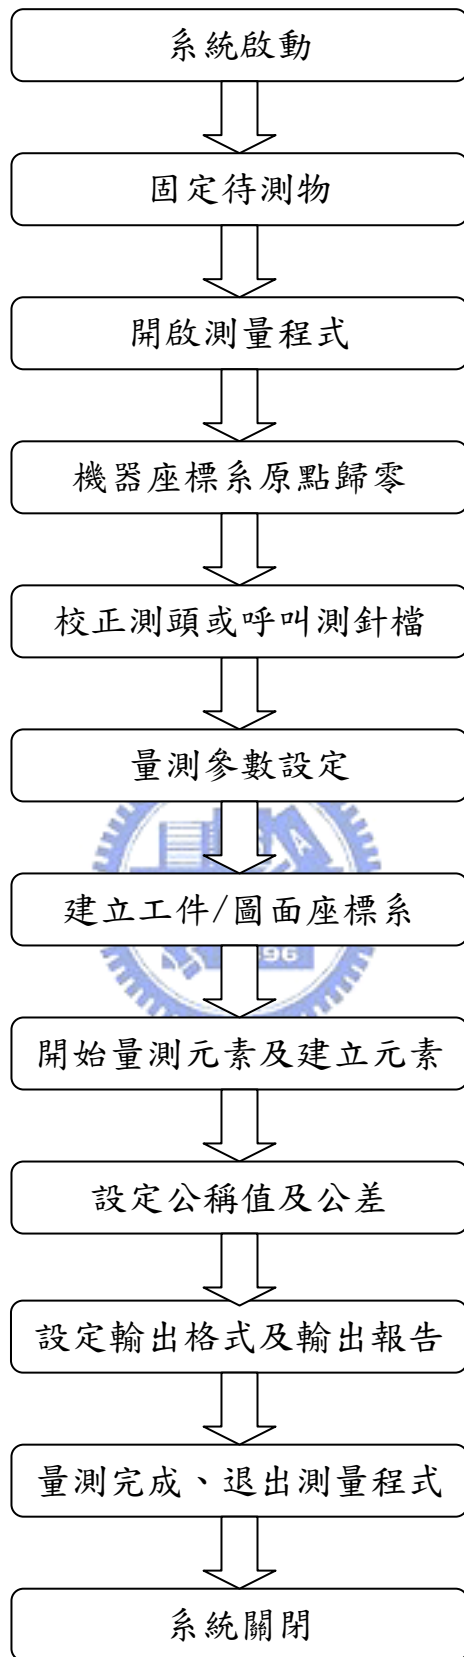 系統啟動
固定待測物
開啟測量程式
機器座標系原點歸零
校正測頭或呼叫測針檔
量測參數設定
建立工件/圖面座標系
96
開始量測元素及建立元素
設定公稱值及公差
設定輸出格式及輸出報告
量測完成、退出測量程式
系統關閉